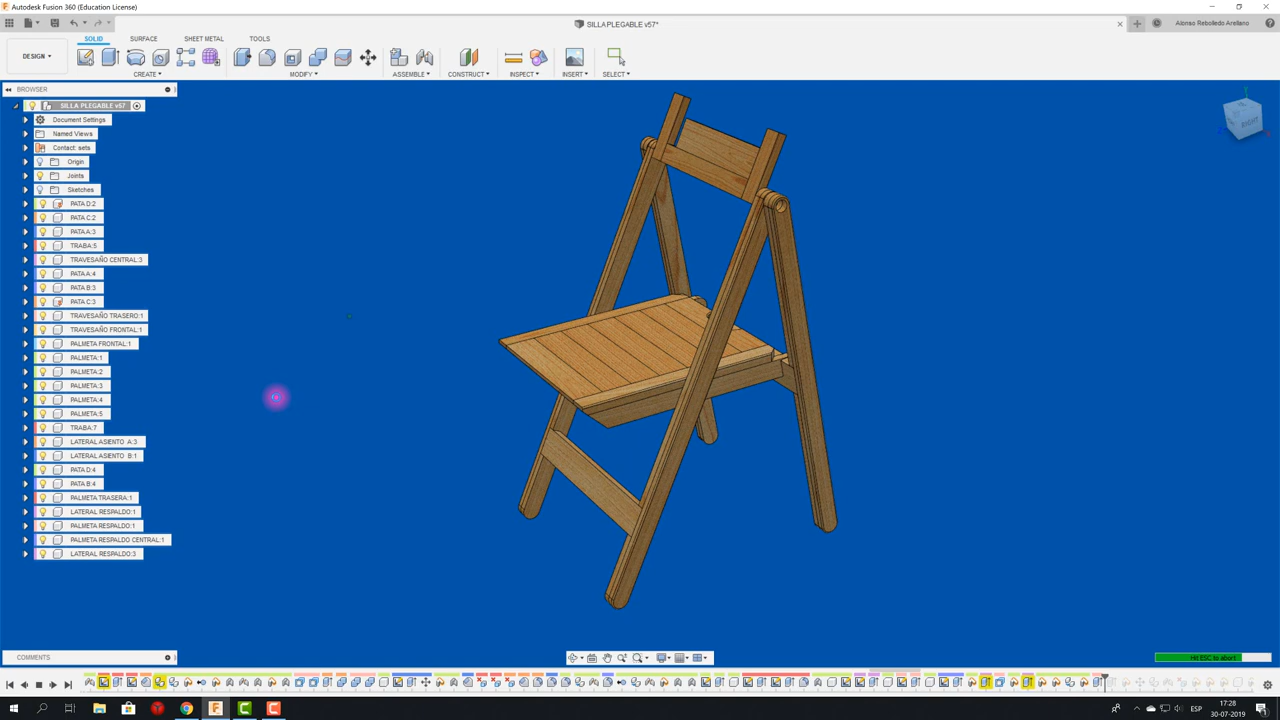 Autodesk Fusion 360 (Education License)
SILLA PLEGABLE v57*
Alonso Rebolledo Arellano
SOLID SURFACE SHEET METAL TOOLS
DESIGN
CREATE MODIFY ASSEMBLE CONSTRUCT INSPECT INSERT SELECT
BROWSER
SILLA PLEGABLE v57
Document Settings
Named Views
Contact: sets
Origin
Joints
Sketches
PATA D:2
PATA C:2
PATA A:3
TRABA:5
TRAVESAÑO CENTRAL:3
PATA A:4
PATA B:3
PATA C:3
TRAVESAÑO TRASERO:1
TRAVESAÑO FRONTAL:1
PALMETA FRONTAL:1
PALMETA:1
PALMETA:2
PALMETA:3
PALMETA:4
PALMETA:5
TRABA:7
LATERAL ASIENTO A:3
LATERAL ASIENTO B:1
PATA D:4
PATA B:4
PALMETA TRASERA:1
LATERAL RESPALDO:1
PALMETA RESPALDO:1
PALMETA RESPALDO CENTRAL:1
LATERAL RESPALDO:3
RIGHT
COMMENTS
Hit ESC to abort
ESP
17:28
30-07-2019